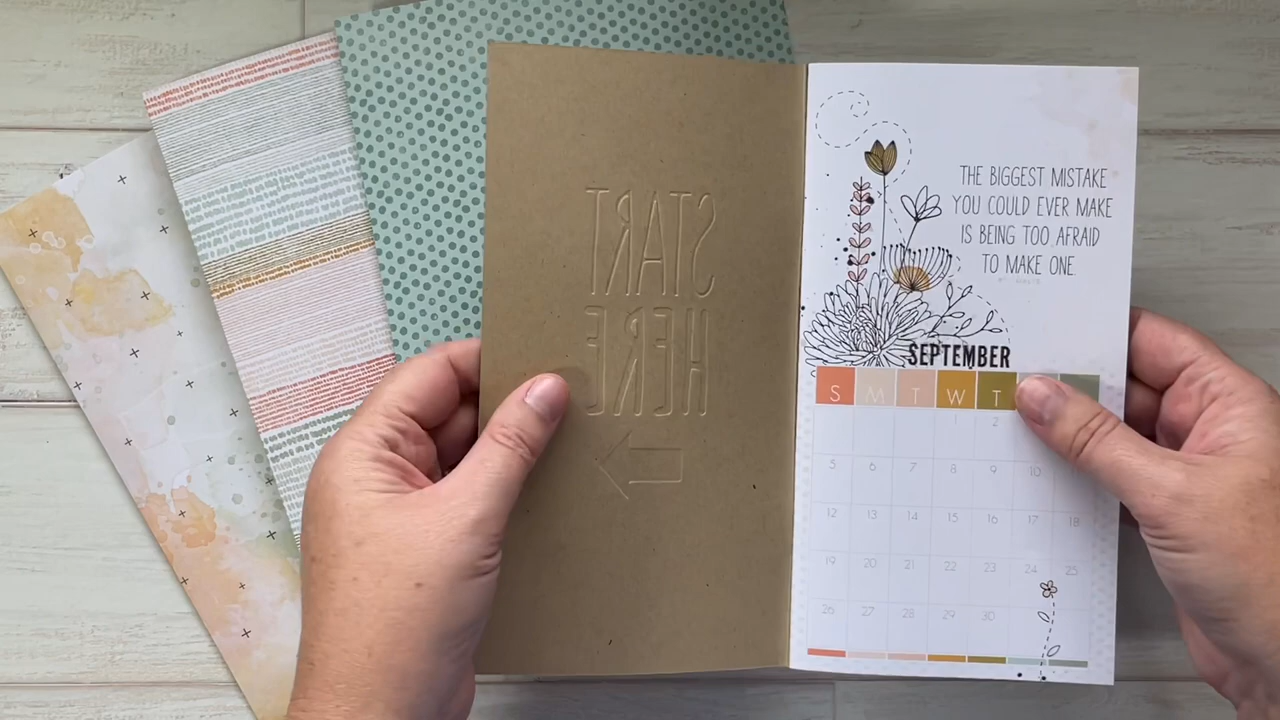 START
HERE
THE BIGGEST MISTAKE
YOU COULD EVER MAKE
IS BEING TOO AFRAID
TO MAKE ONE.
SEPTEMBER
S M T W T
1 2
5 6 7 8 9 10
12 13 14 15 16 17 18
19 20 21 22 23 24 25
26 27 28 29 30